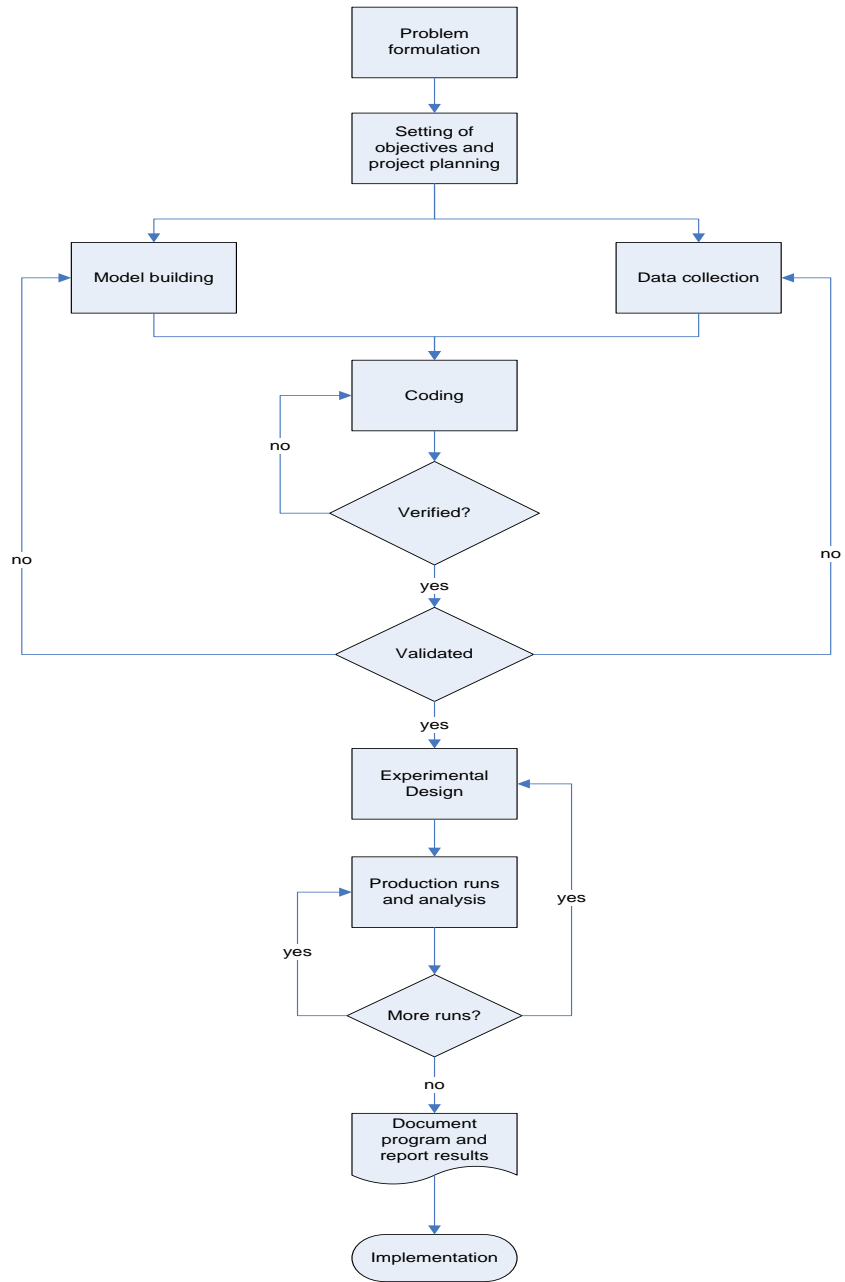 Problem
formulation
Setting of
objectives and
project planning
Model building
Data collection
Coding
no
Verified?
no
no
yes
Validated
yes
Experimental
Design
Production runs
and analysis
yes
yes
More runs?
no
Document
program and
report results
Implementation